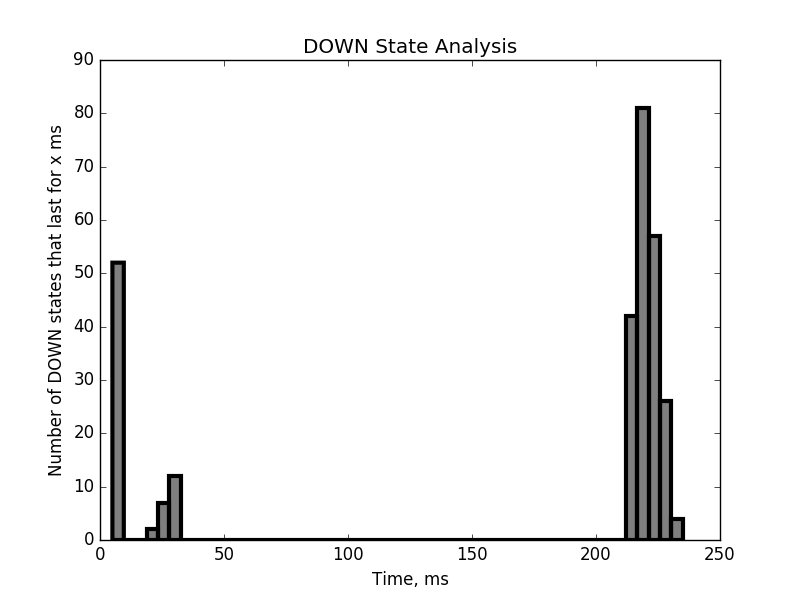 DOWN State Analysis
90
80
70
60
50
40
30
20
10
0
Number of DOWN states that last for x ms
0 50 100 150 200 250
Time, ms